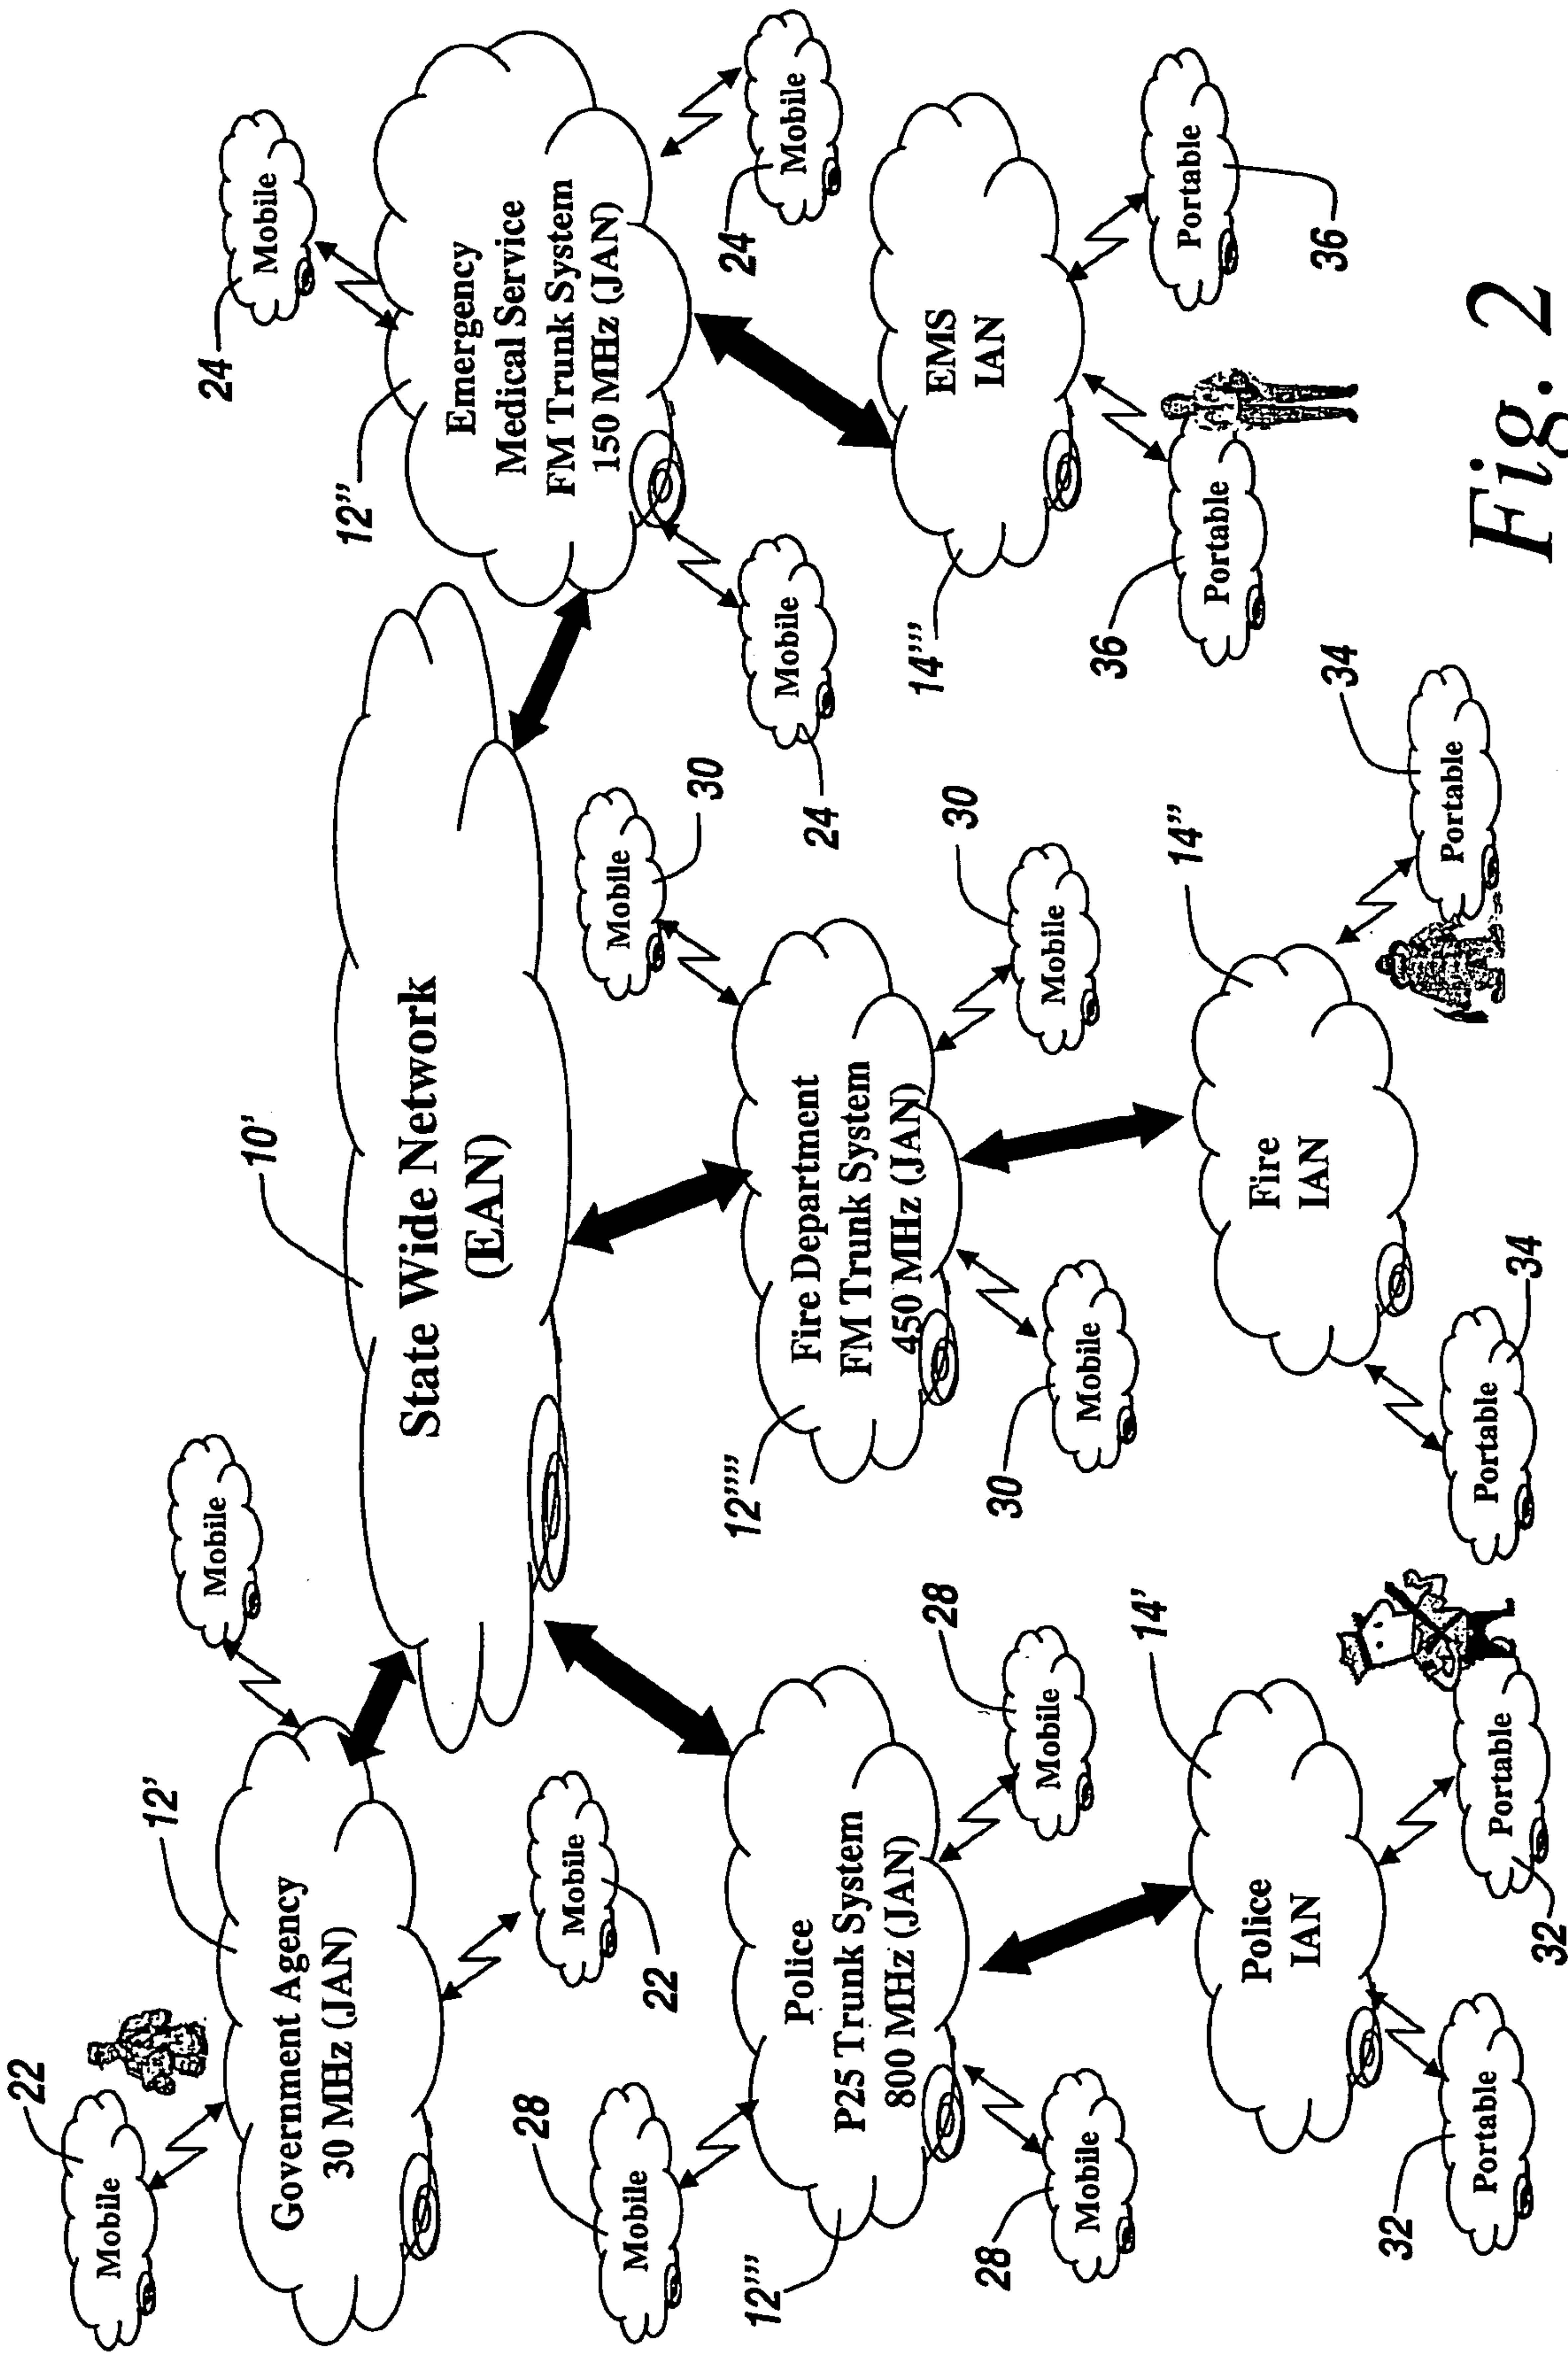 22
Mobile
12'
Government Agency
30 MHz (JAN)
Mobile
22
Mobile
10'
State Wide Network
(EAN)
12''
Emergency
Medical Service
FM Trunk System
150 MHz (JAN)
24
Mobile
24
Mobile
24
Mobile
28
Mobile
12'''
Police
P25 Trunk System
800 MHz (JAN)
28
Mobile
28
Mobile
12''''
Fire Department
FM Trunk System
450 MHz (JAN)
Mobile
30
30
Mobile
30
Mobile
14'''
EMS
IAN
36
Portable
Portable
36
14'
Police
IAN
32
Portable
Portable
32
14''
Fire
IAN
Portable
34
34
Portable
Fig. 2